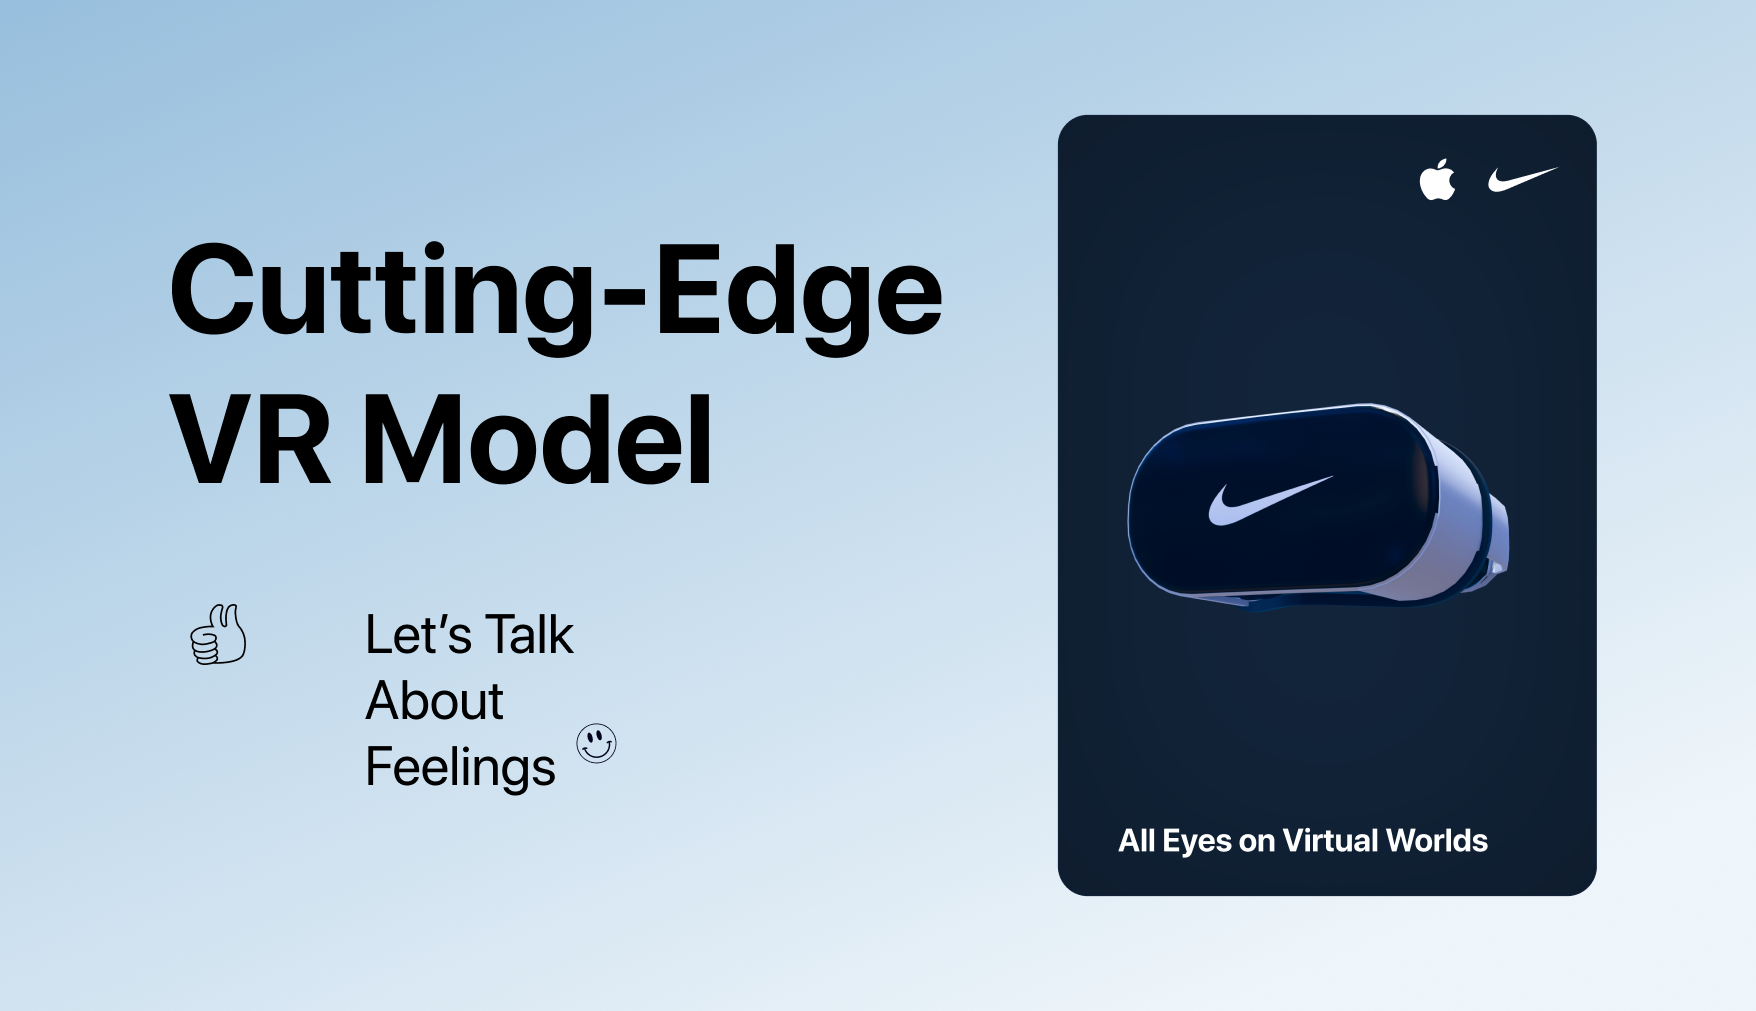 Cutting-Edge
VR Model
Let’s Talk
About
Feelings
All Eyes on Virtual Worlds